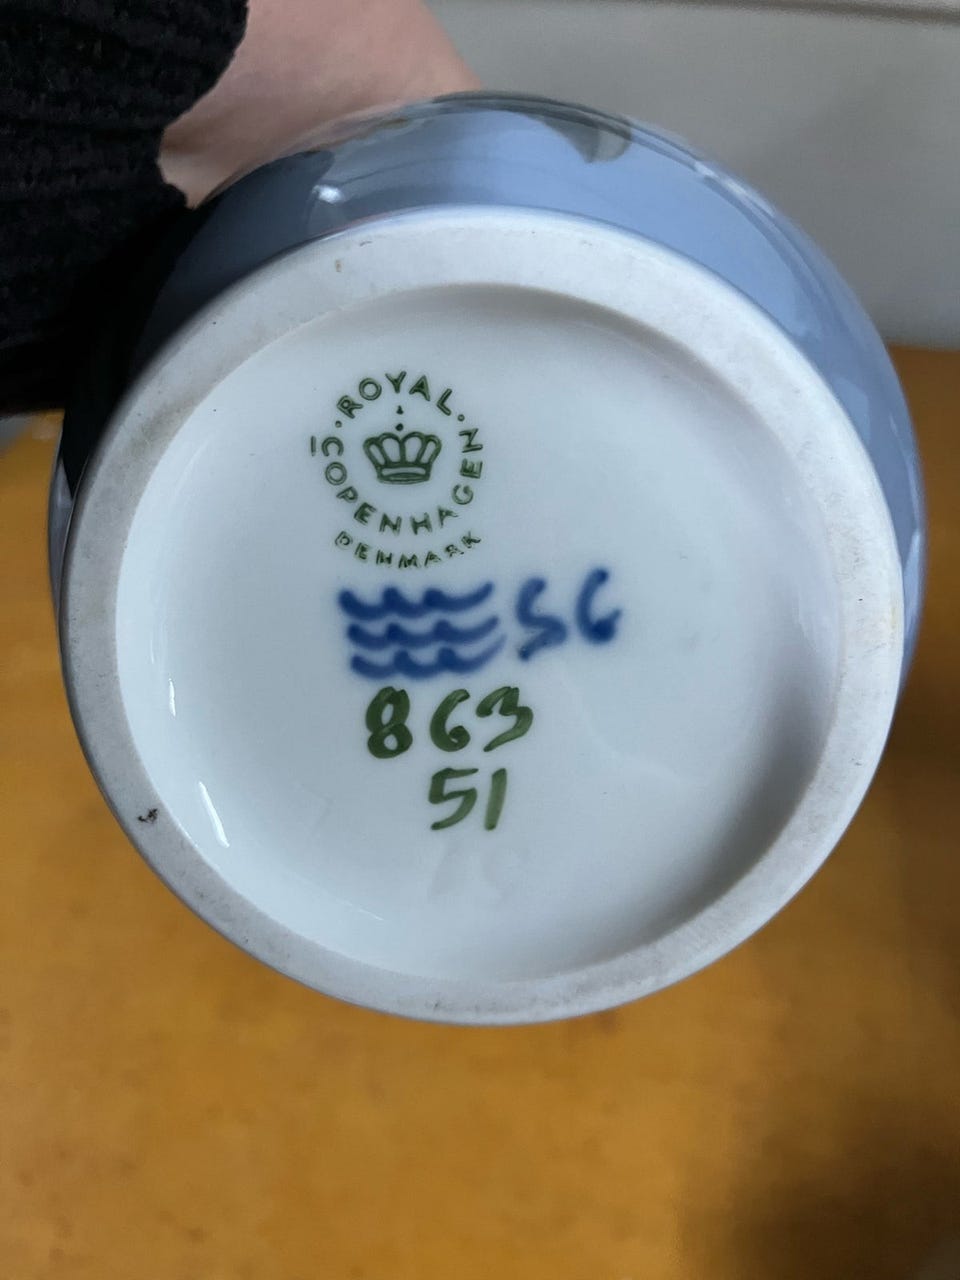 ·ROYAL·
COPENHAGEN
DENMARK
SG
863
51